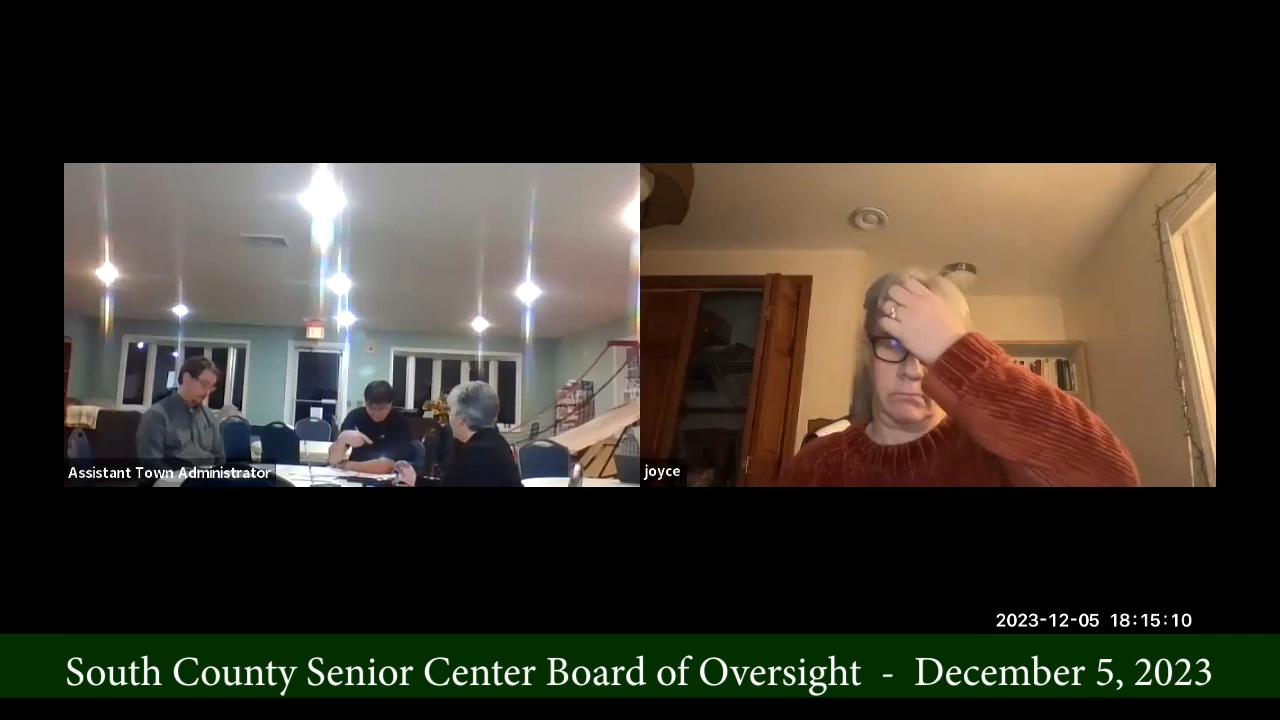 Assistant Town Administrator
joyce
2023-12-05 18:15:10
South County Senior Center Board of Oversight - December 5, 2023